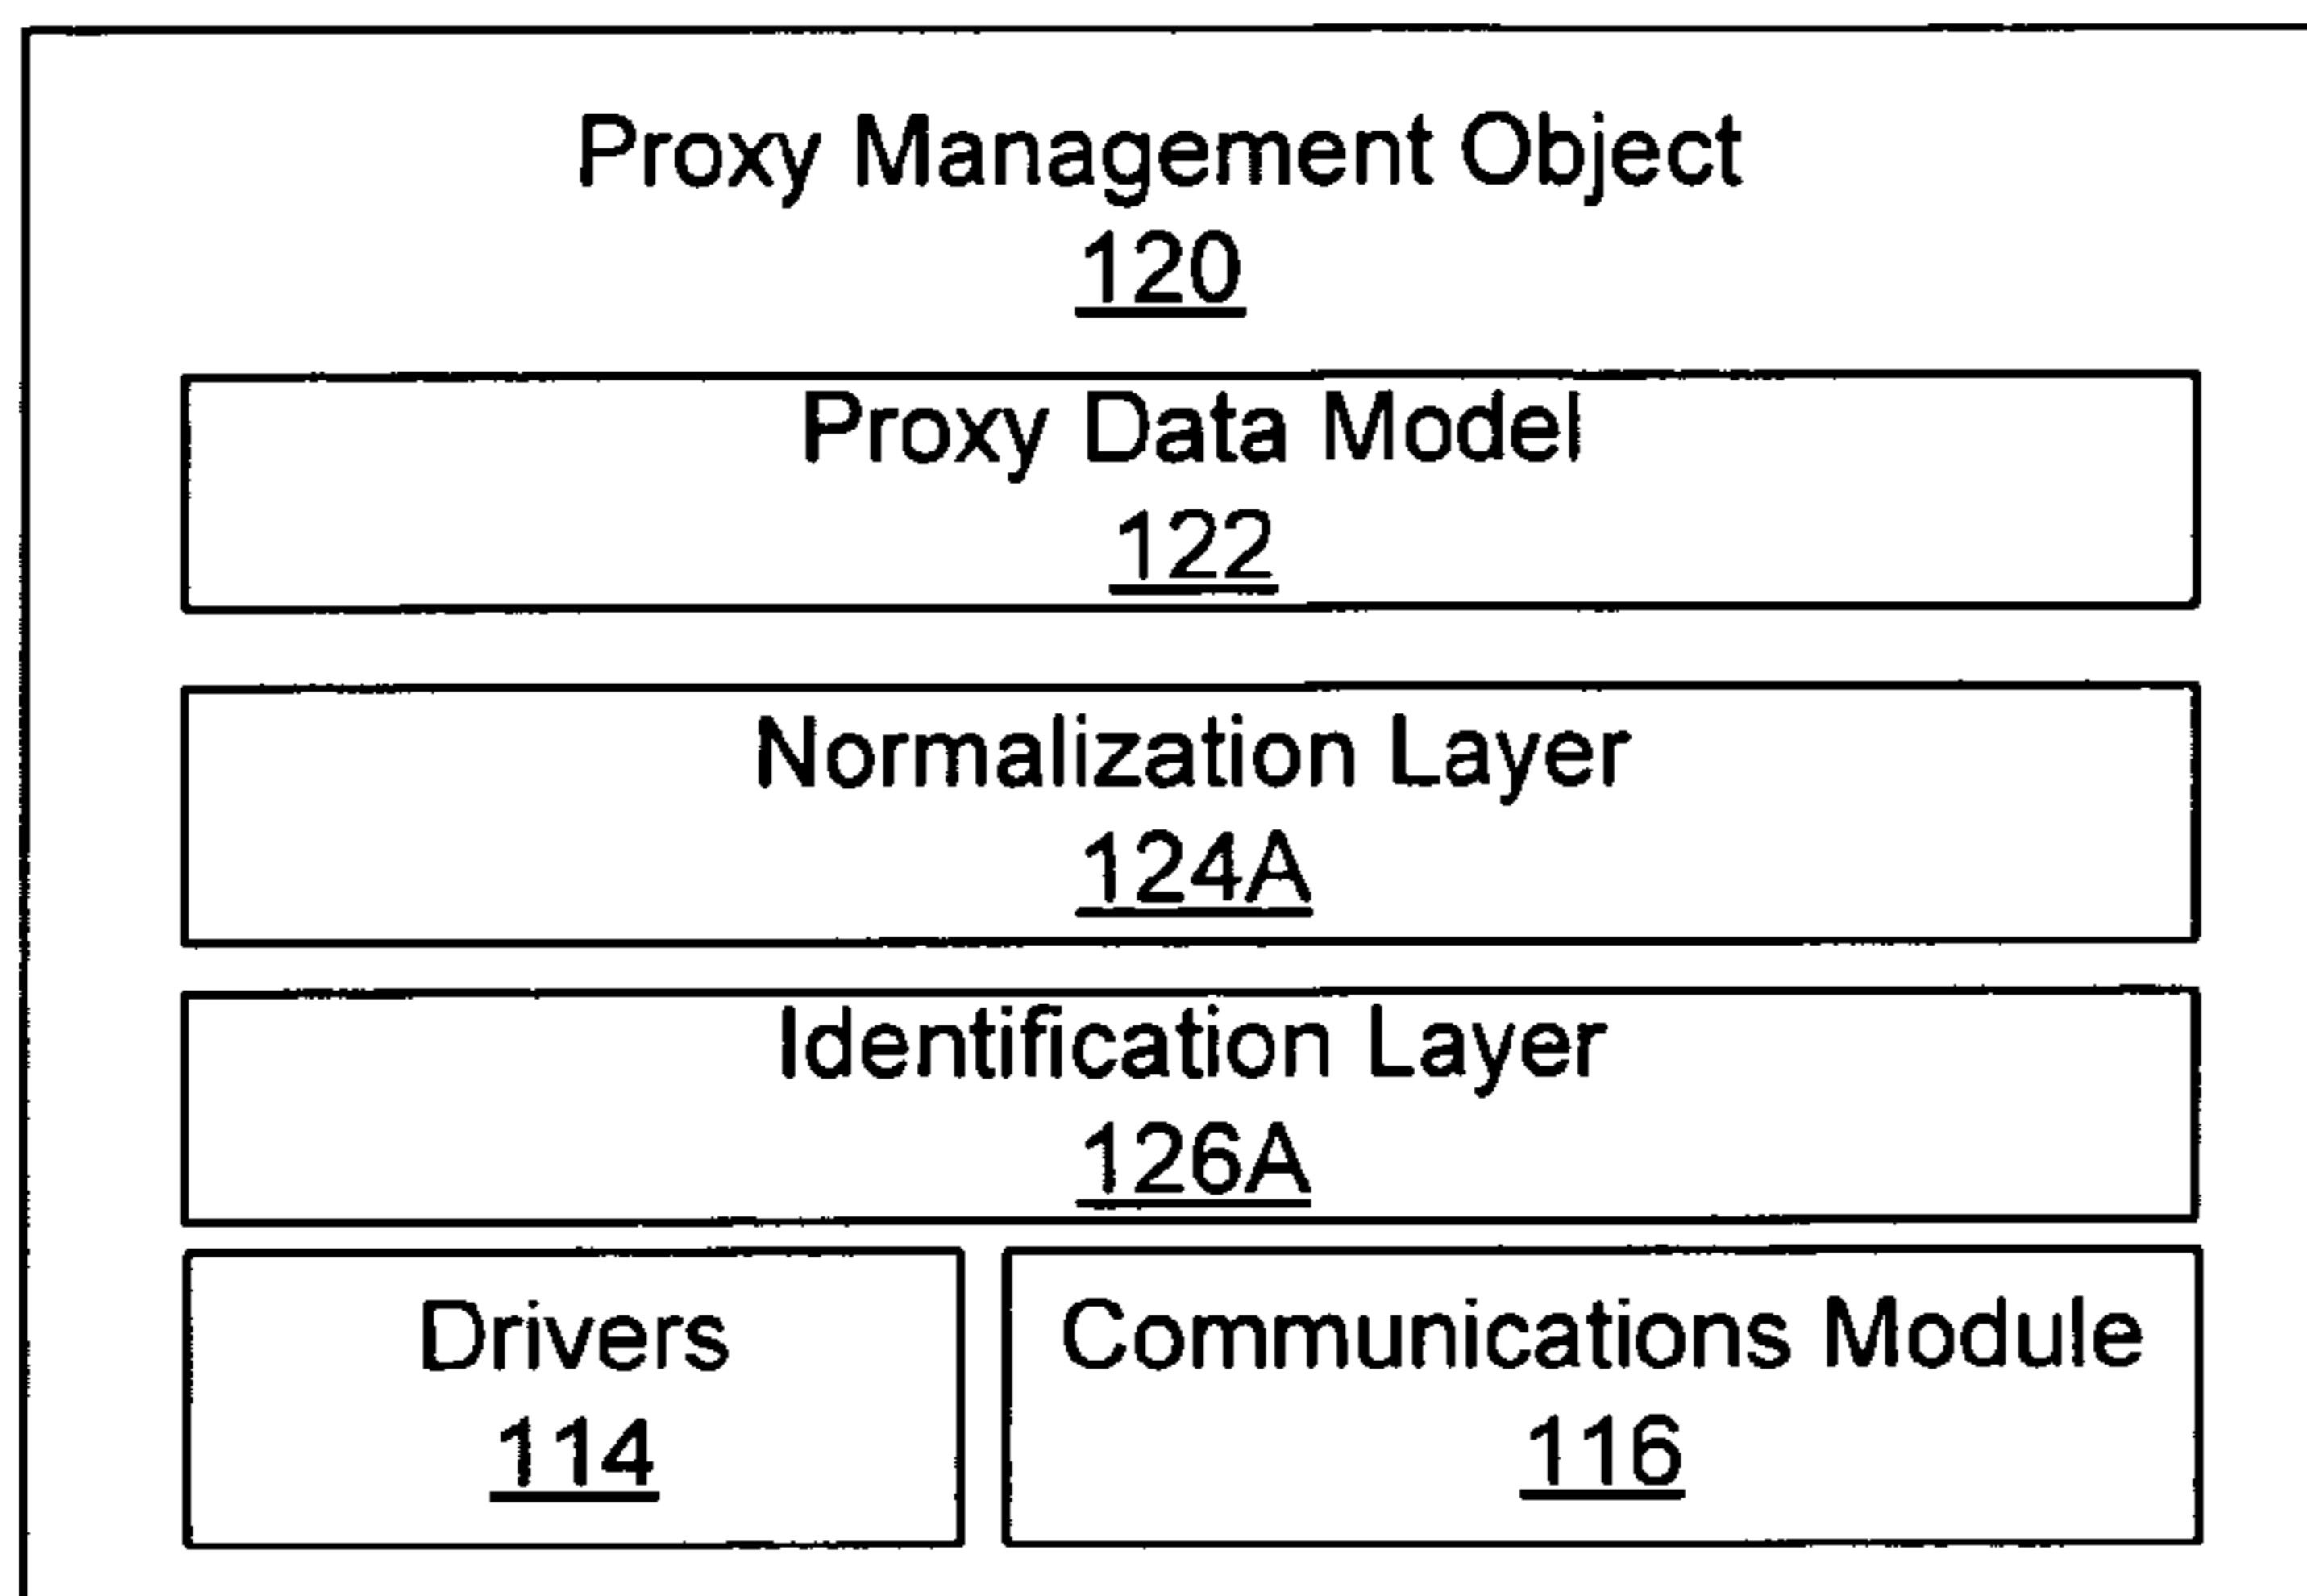 Proxy Management Object
120
Proxy Data Model
122
Normalization Layer
124A
Identification Layer
126A
Drivers
114
Communications Module
116